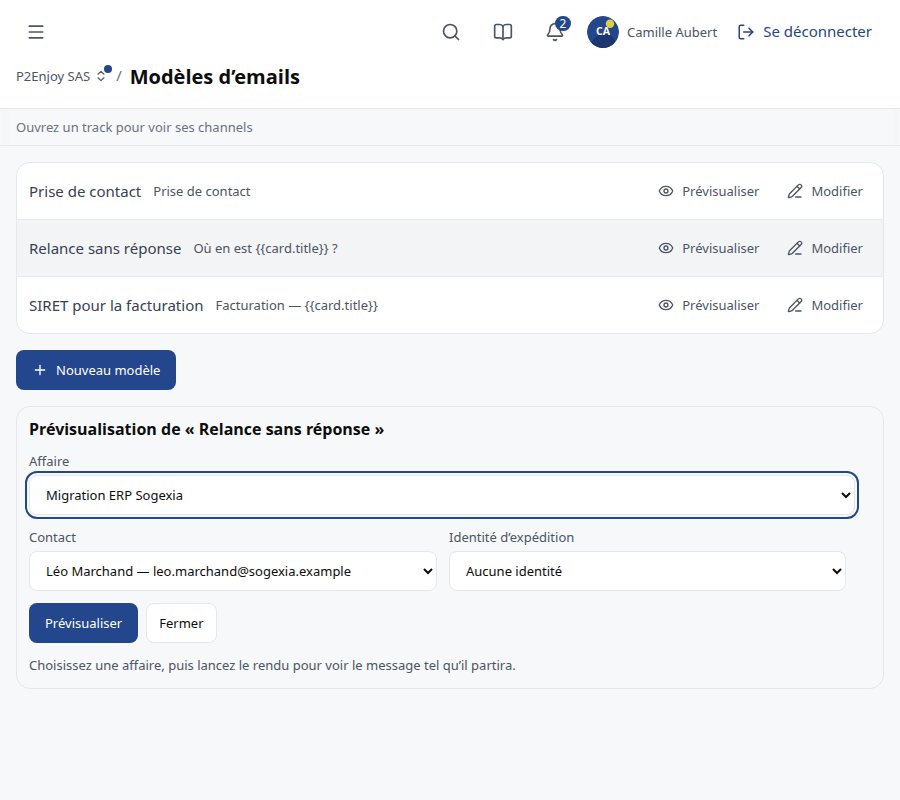 2
CA
Camille Aubert
Se déconnecter
P2Enjoy SAS / Modèles d’emails
Ouvrez un track pour voir ses channels
Prise de contact Prise de contact Prévisualiser Modifier
Relance sans réponse Où en est {{card.title}} ? Prévisualiser Modifier
SIRET pour la facturation Facturation — {{card.title}} Prévisualiser Modifier
Nouveau modèle
Prévisualisation de « Relance sans réponse »
Affaire
Migration ERP Sogexia
Contact Identité d’expédition
Léo Marchand — leo.marchand@sogexia.example Aucune identité
Prévisualiser Fermer
Choisissez une affaire, puis lancez le rendu pour voir le message tel qu’il partira.